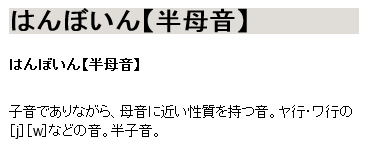 はんぼいん【半母音】
はんぼいん【半母音】
子音でありながら、母音に近い性質を持つ音。ヤ行・ワ行の
[j][w]などの音。半子音。